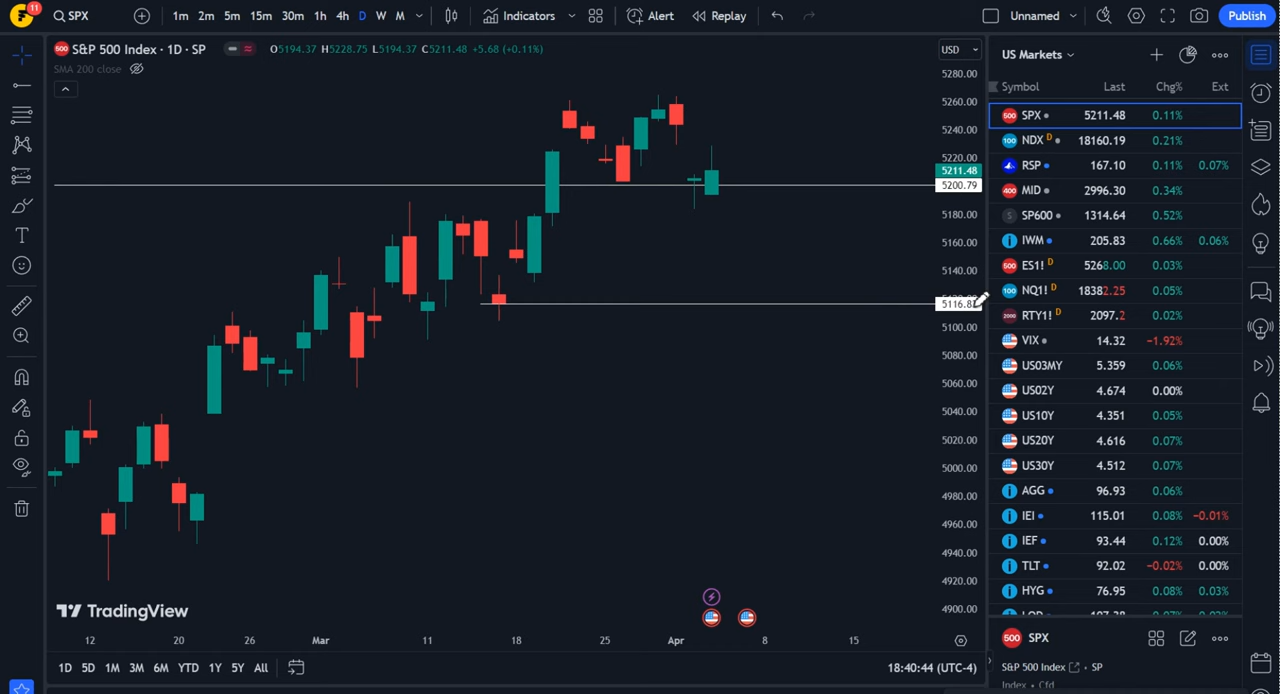 11
SPX
1m 2m 5m 15m 30m 1h 4h D W M
Indicators
Alert
Replay
Unnamed
Publish
500 S&P 500 Index · 1D · SP
O5194.37 H5228.75 L5194.37 C5211.48 +5.68 (+0.11%)
SMA 200 close
USD
5280.00
5260.00
5240.00
5220.00
5211.48
5200.79
5180.00
5160.00
5140.00
5100.00
5080.00
5060.00
5040.00
5020.00
5000.00
4980.00
4960.00
4940.00
4920.00
4900.00
TradingView
12 20 26 Mar 11 18 25 Apr 8 15
1D 5D 1M 3M 6M YTD 1Y 5Y All
18:40:44 (UTC-4)
US Markets
Symbol Last Chg% Ext
500 SPX 5211.48 0.11%
100 NDX D 18160.19 0.21%
RSP 167.10 0.11% 0.07%
400 MID 2996.30 0.34%
S SP600 1314.64 0.52%
IWM 205.83 0.66% 0.06%
500 ES1! D 5268.00 0.03%
100 NQ1! D 18382.25 0.05%
2000 RTY1! D 2097.2 0.02%
VIX 14.32 −1.92%
US03MY 5.359 0.06%
US02Y 4.674 0.00%
US10Y 4.351 0.05%
US20Y 4.616 0.07%
US30Y 4.512 0.07%
AGG 96.93 0.06%
IEI 115.01 0.08% −0.01%
IEF 93.44 0.12% 0.00%
TLT 92.02 −0.02% 0.00%
HYG 76.95 0.08% 0.03%
500 SPX
S&P 500 Index · SP
Index · Cfd